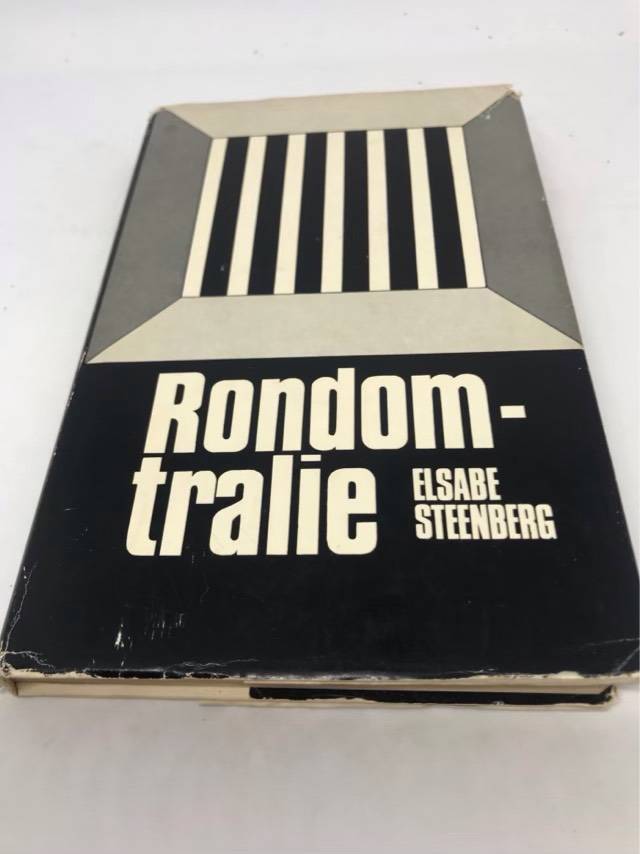 Rondom-
tralie
ELSABE
STEENBERG